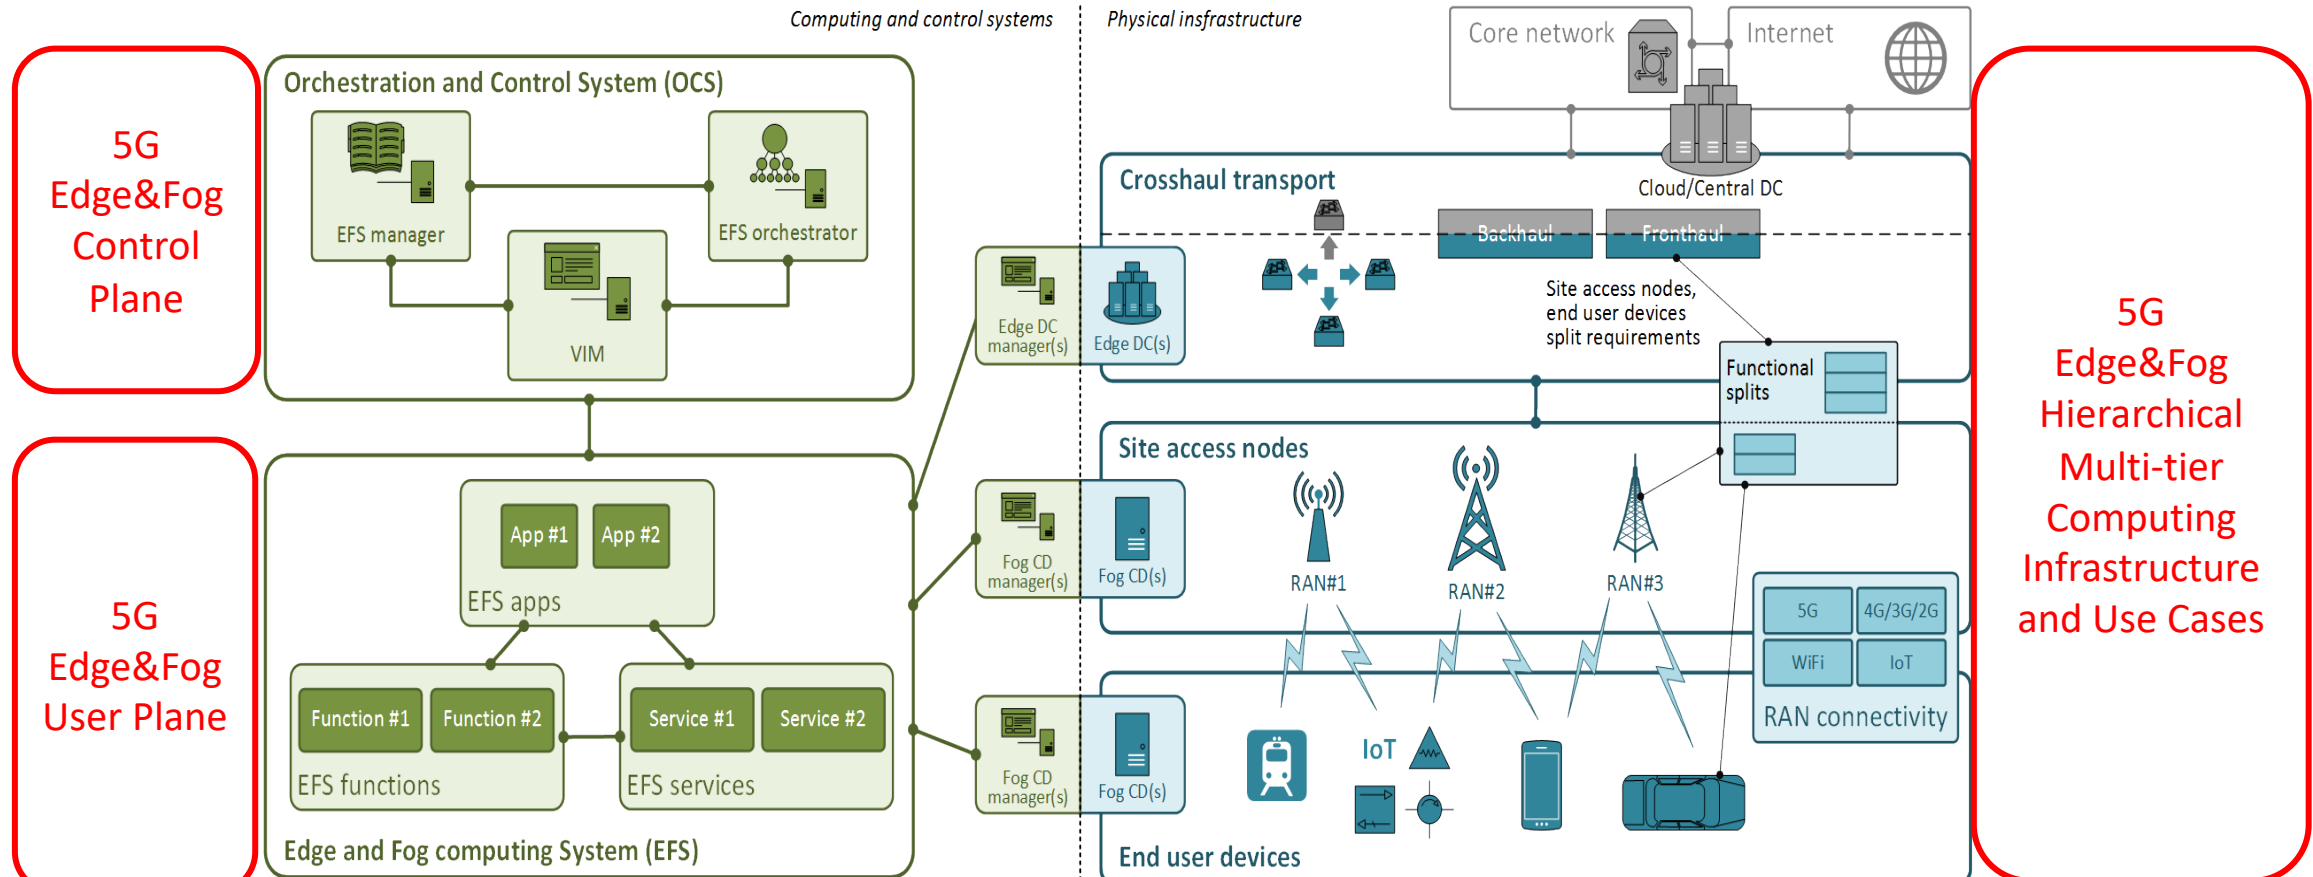 Computing and control systems
Physical insfrastructure
5G
Edge&Fog
Control
Plane
5G
Edge&Fog
User Plane
Orchestration and Control System (OCS)
EFS manager
EFS orchestrator
VIM
App #1
App #2
EFS apps
Function #1
Function #2
EFS functions
Service #1
Service #2
EFS services
Edge and Fog computing System (EFS)
Edge DC
manager(s)
Edge DC(s)
Fog CD
manager(s)
Fog CD(s)
Fog CD
manager(s)
Fog CD(s)
Core network
Internet
Cloud/Central DC
Crosshaul transport
Backhaul
Fronthaul
Site access nodes,
end user devices
split requirements
Functional
splits
Site access nodes
RAN#1
RAN#2
RAN#3
5G
4G/3G/2G
WiFi
IoT
RAN connectivity
IoT
End user devices
5G
Edge&Fog
Hierarchical
Multi-tier
Computing
Infrastructure
and Use Cases